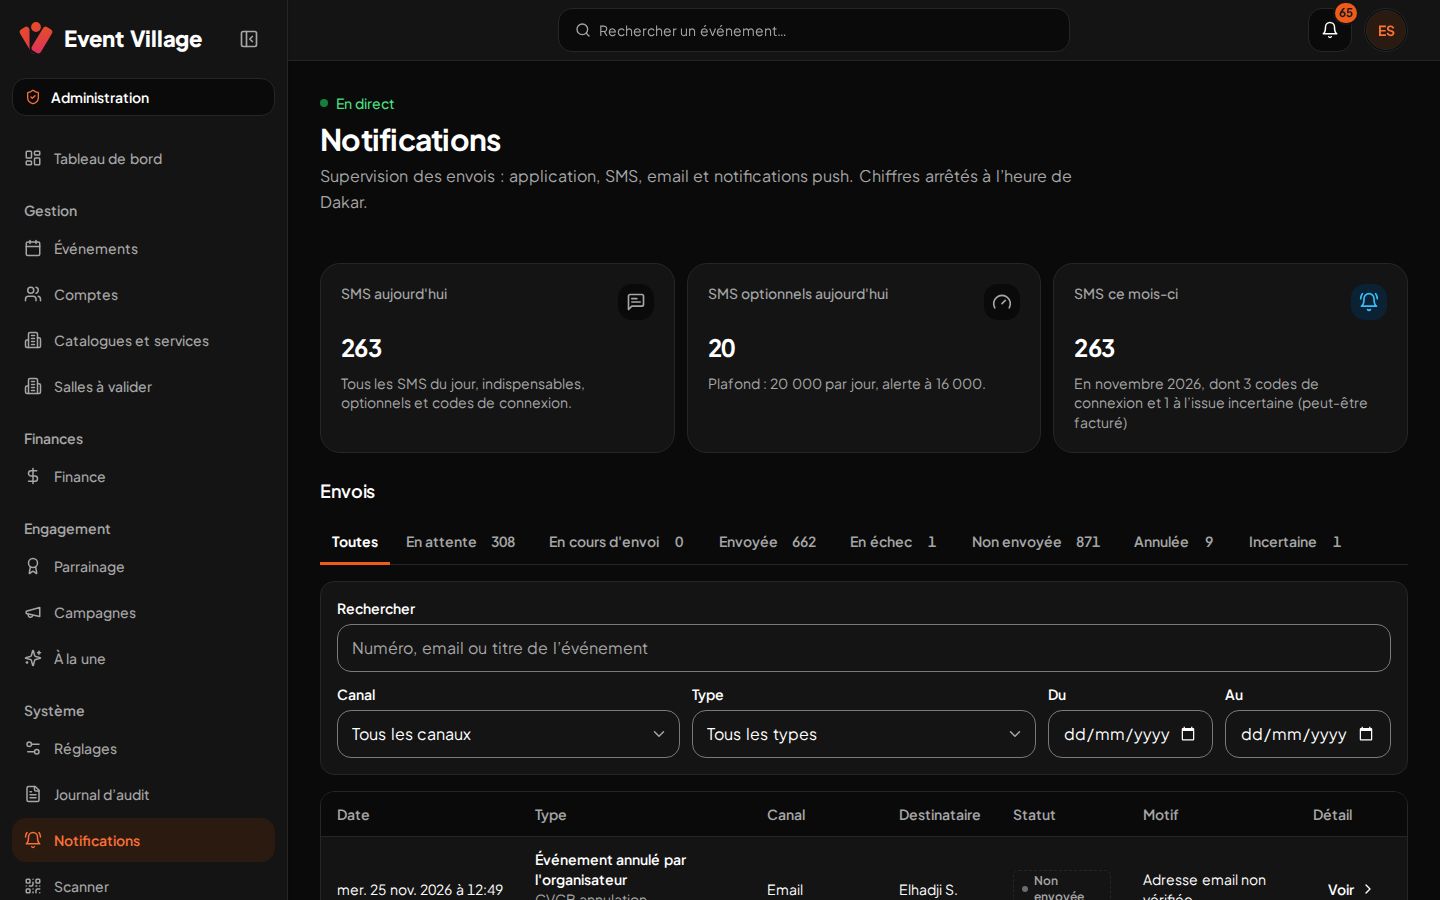 Event Village
Rechercher un événement...
65
ES
Administration
Tableau de bord
Gestion
Événements
Comptes
Catalogues et services
Salles à valider
Finances
Finance
Engagement
Parrainage
Campagnes
À la une
Système
Réglages
Journal d'audit
Notifications
Scanner
En direct
Notifications
Supervision des envois : application, SMS, email et notifications push. Chiffres arrêtés à l'heure de
Dakar.
SMS aujourd'hui
263
Tous les SMS du jour, indispensables,
optionnels et codes de connexion.
SMS optionnels aujourd'hui
20
Plafond : 20 000 par jour, alerte à 16 000.
SMS ce mois-ci
263
En novembre 2026, dont 3 codes de
connexion et 1 à l'issue incertaine (peut-être
facturé)
Envois
Toutes En attente 308 En cours d'envoi 0 Envoyée 662 En échec 1 Non envoyée 871 Annulée 9 Incertaine 1
Rechercher
Numéro, email ou titre de l'événement
Canal Type Du Au
Tous les canaux Tous les types dd/mm/yyyy dd/mm/yyyy
Date Type Canal Destinataire Statut Motif Détail
Événement annulé par
l'organisateur
CVGR annulation
mer. 25 nov. 2026 à 12:49
Email
Elhadji S.
Non
envoyée
Adresse email non
vérifiée
Voir